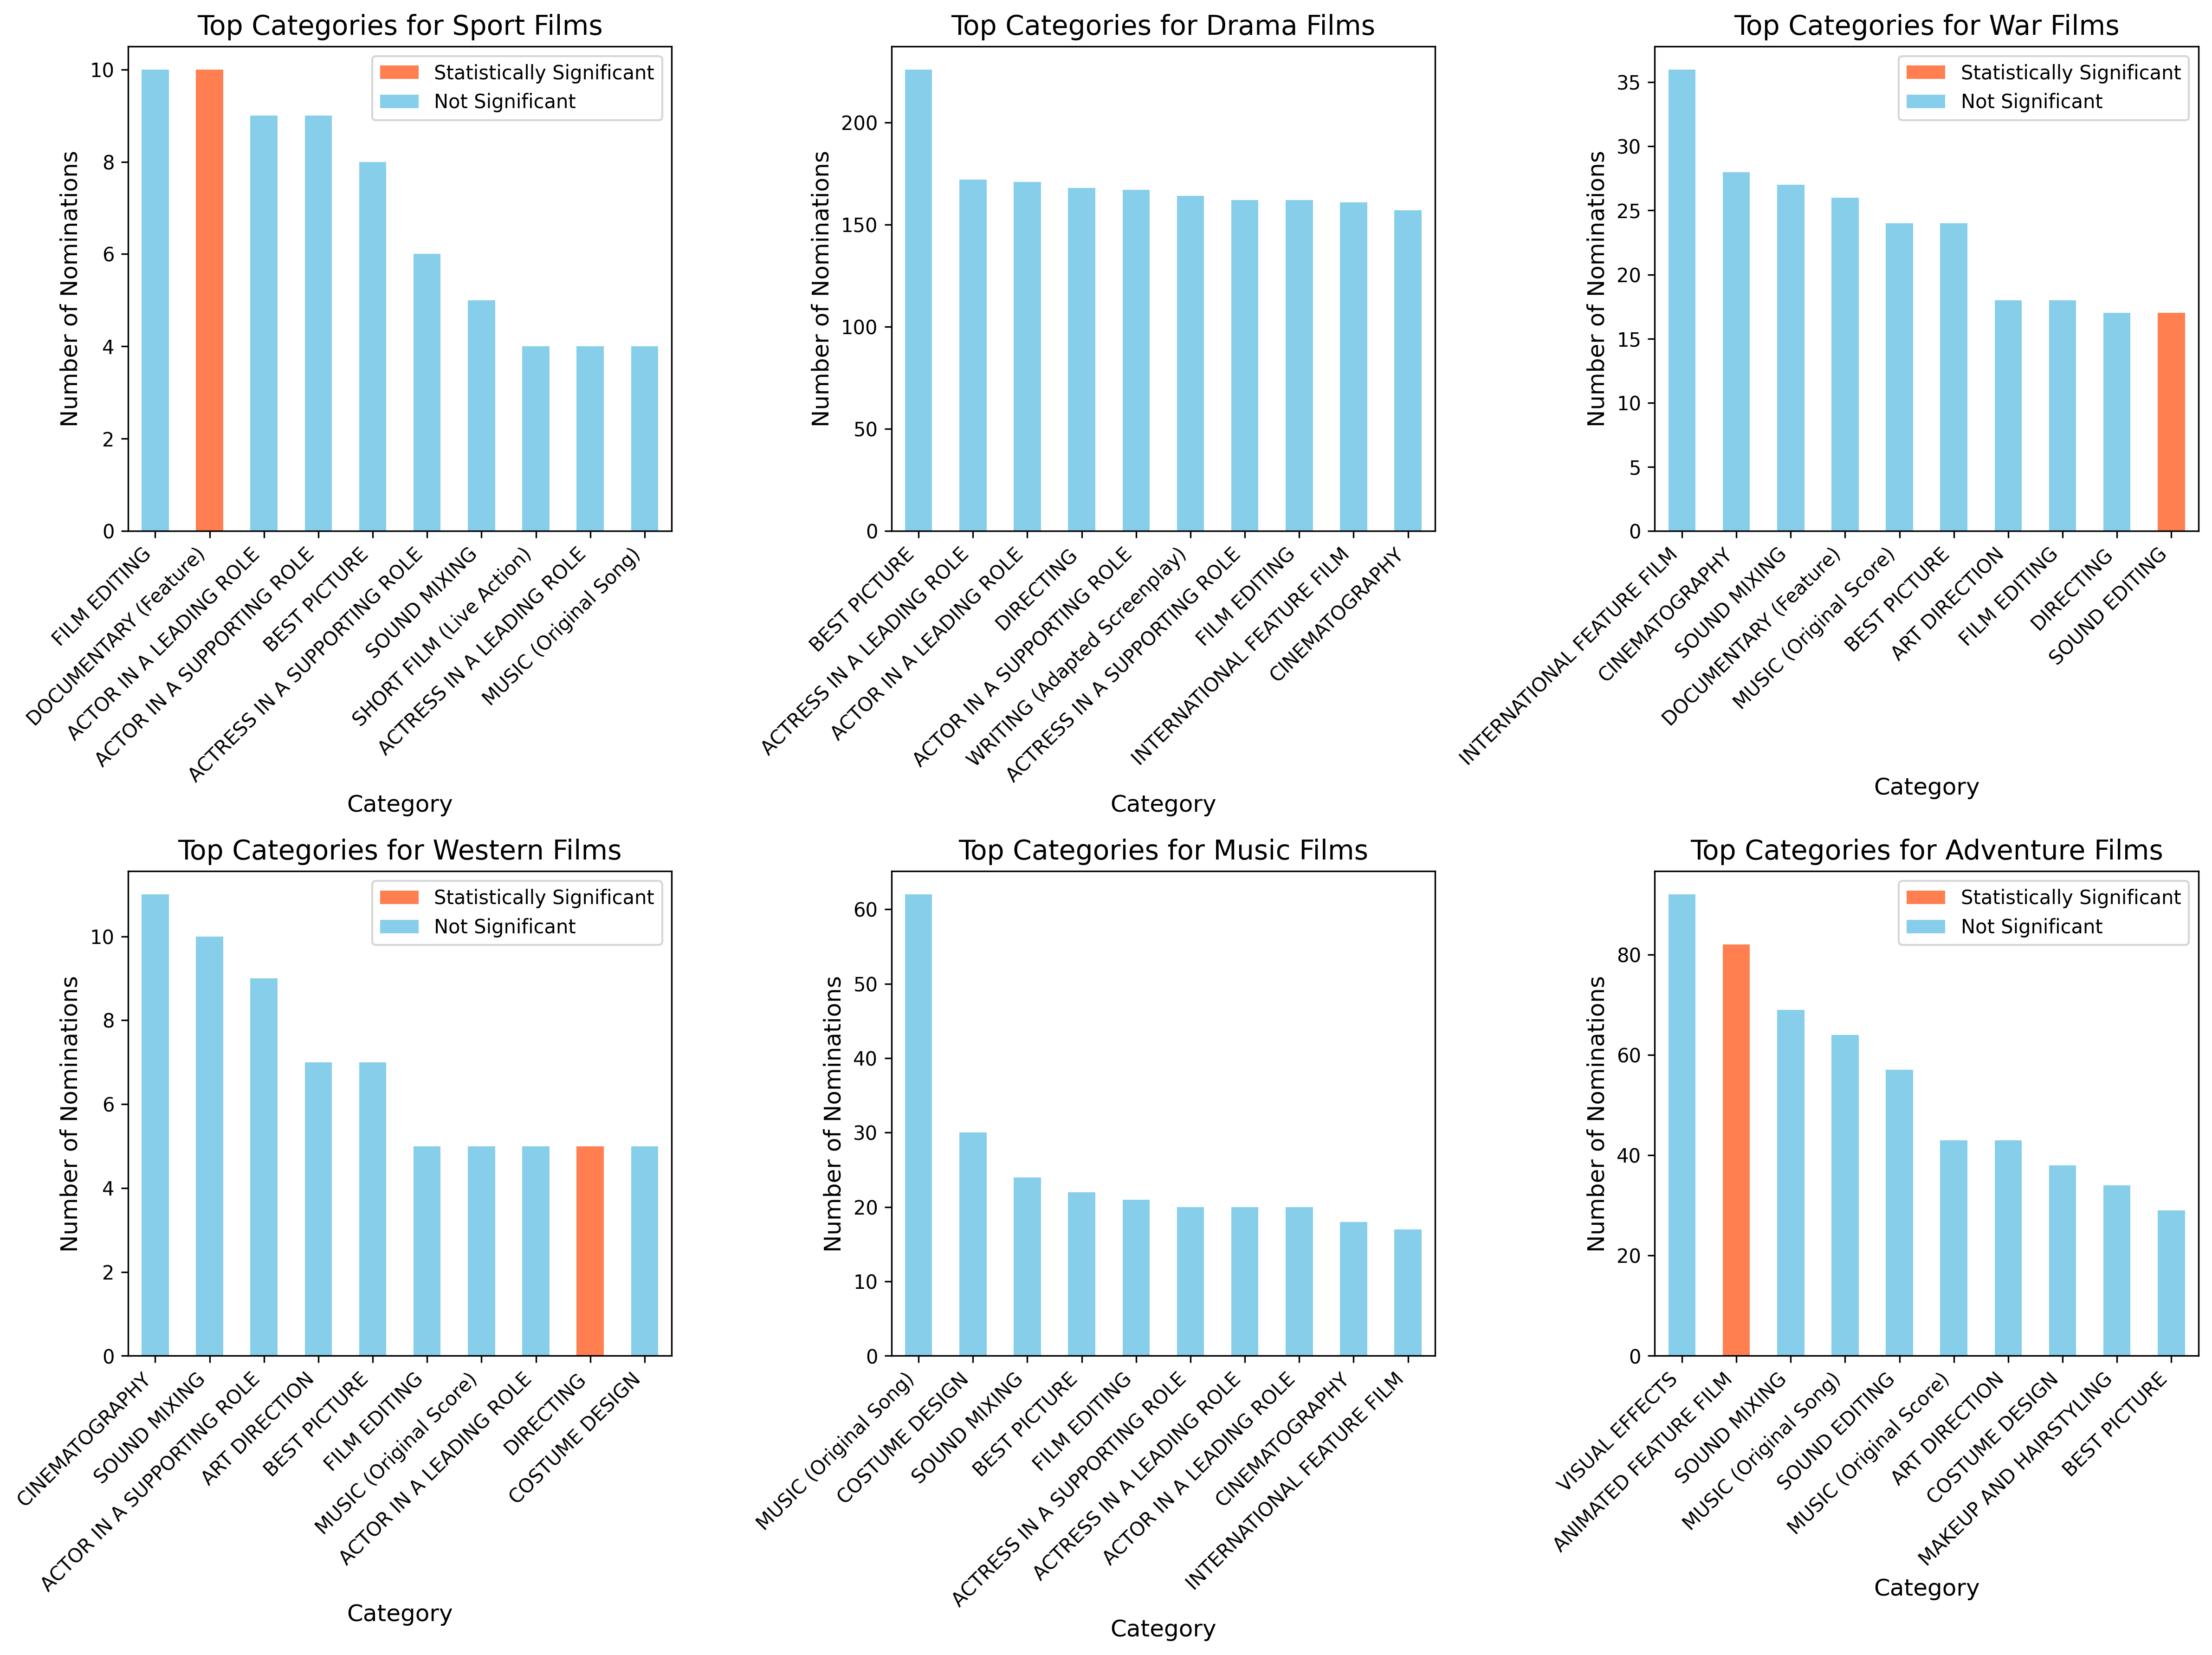 Top Categories for Sport Films
Number of Nominations
10
8
6
4
2
0
Statistically Significant
Not Significant
FILM EDITING
DOCUMENTARY (Feature)
ACTOR IN A LEADING ROLE
ACTOR IN A SUPPORTING ROLE
BEST PICTURE
ACTRESS IN A SUPPORTING ROLE
SOUND MIXING
SHORT FILM (Live Action)
ACTRESS IN A LEADING ROLE
MUSIC (Original Song)
Category
Top Categories for Drama Films
Number of Nominations
200
150
100
50
0
BEST PICTURE
ACTRESS IN A LEADING ROLE
ACTOR IN A LEADING ROLE
DIRECTING
ACTOR IN A SUPPORTING ROLE
WRITING (Adapted Screenplay)
ACTRESS IN A SUPPORTING ROLE
FILM EDITING
INTERNATIONAL FEATURE FILM
CINEMATOGRAPHY
Category
Top Categories for War Films
Number of Nominations
35
30
25
20
15
10
5
0
Statistically Significant
Not Significant
INTERNATIONAL FEATURE FILM
CINEMATOGRAPHY
SOUND MIXING
DOCUMENTARY (Feature)
MUSIC (Original Score)
BEST PICTURE
ART DIRECTION
FILM EDITING
DIRECTING
SOUND EDITING
Category
Top Categories for Western Films
Number of Nominations
10
8
6
4
2
0
Statistically Significant
Not Significant
CINEMATOGRAPHY
SOUND MIXING
ACTOR IN A SUPPORTING ROLE
ART DIRECTION
BEST PICTURE
FILM EDITING
MUSIC (Original Score)
ACTOR IN A LEADING ROLE
DIRECTING
COSTUME DESIGN
Category
Top Categories for Music Films
Number of Nominations
60
50
40
30
20
10
0
MUSIC (Original Song)
COSTUME DESIGN
SOUND MIXING
BEST PICTURE
FILM EDITING
ACTRESS IN A SUPPORTING ROLE
ACTRESS IN A LEADING ROLE
ACTOR IN A LEADING ROLE
CINEMATOGRAPHY
INTERNATIONAL FEATURE FILM
Category
Top Categories for Adventure Films
Number of Nominations
80
60
40
20
0
Statistically Significant
Not Significant
VISUAL EFFECTS
ANIMATED FEATURE FILM
SOUND MIXING
MUSIC (Original Song)
SOUND EDITING
MUSIC (Original Score)
ART DIRECTION
COSTUME DESIGN
MAKEUP AND HAIRSTYLING
BEST PICTURE
Category